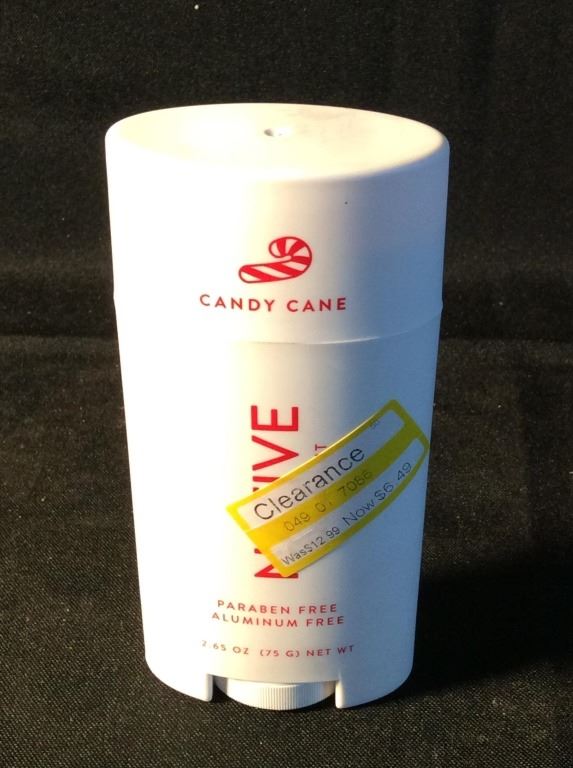 CANDY CANE
Clearance
049 01 7066
Was$12.99 Now$6.49
PARABEN FREE
ALUMINUM FREE
2.65 OZ (75 G) NET WT